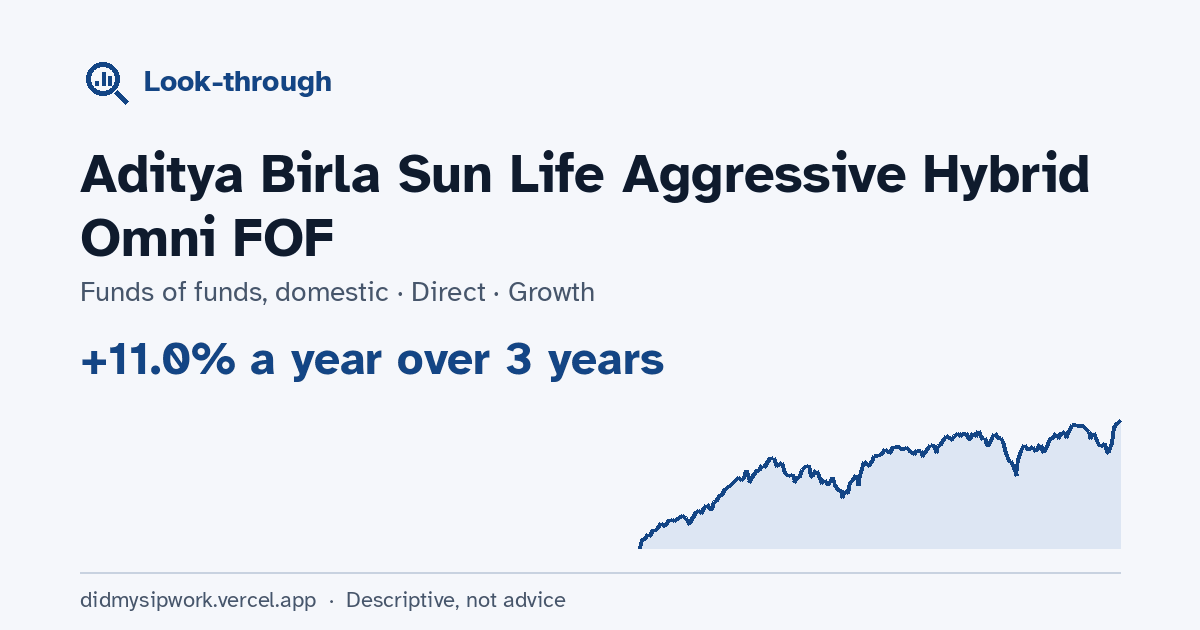 Look-through
Aditya Birla Sun Life Aggressive Hybrid
Omni FOF
Funds of funds, domestic · Direct · Growth
+11.0% a year over 3 years
didmysipwork.vercel.app · Descriptive, not advice